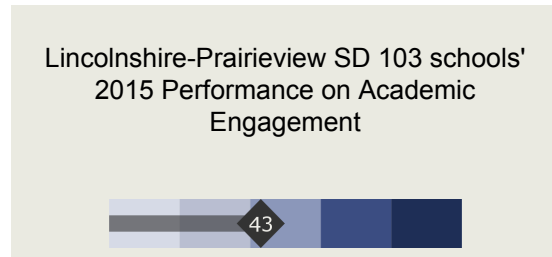 Lincolnshire-Prairieview SD 103 schools'
2015 Performance on Academic
Engagement
43